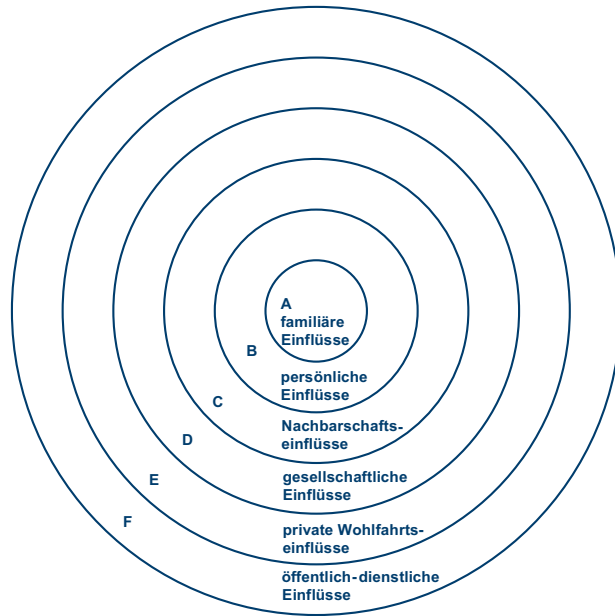 A
familiäre
Einflüsse
B
persönliche
Einflüsse
C
Nachbarschafts-
einflüsse
D
gesellschaftliche
Einflüsse
E
private Wohlfahrts-
einflüsse
F
öffentlich-dienstliche
Einflüsse